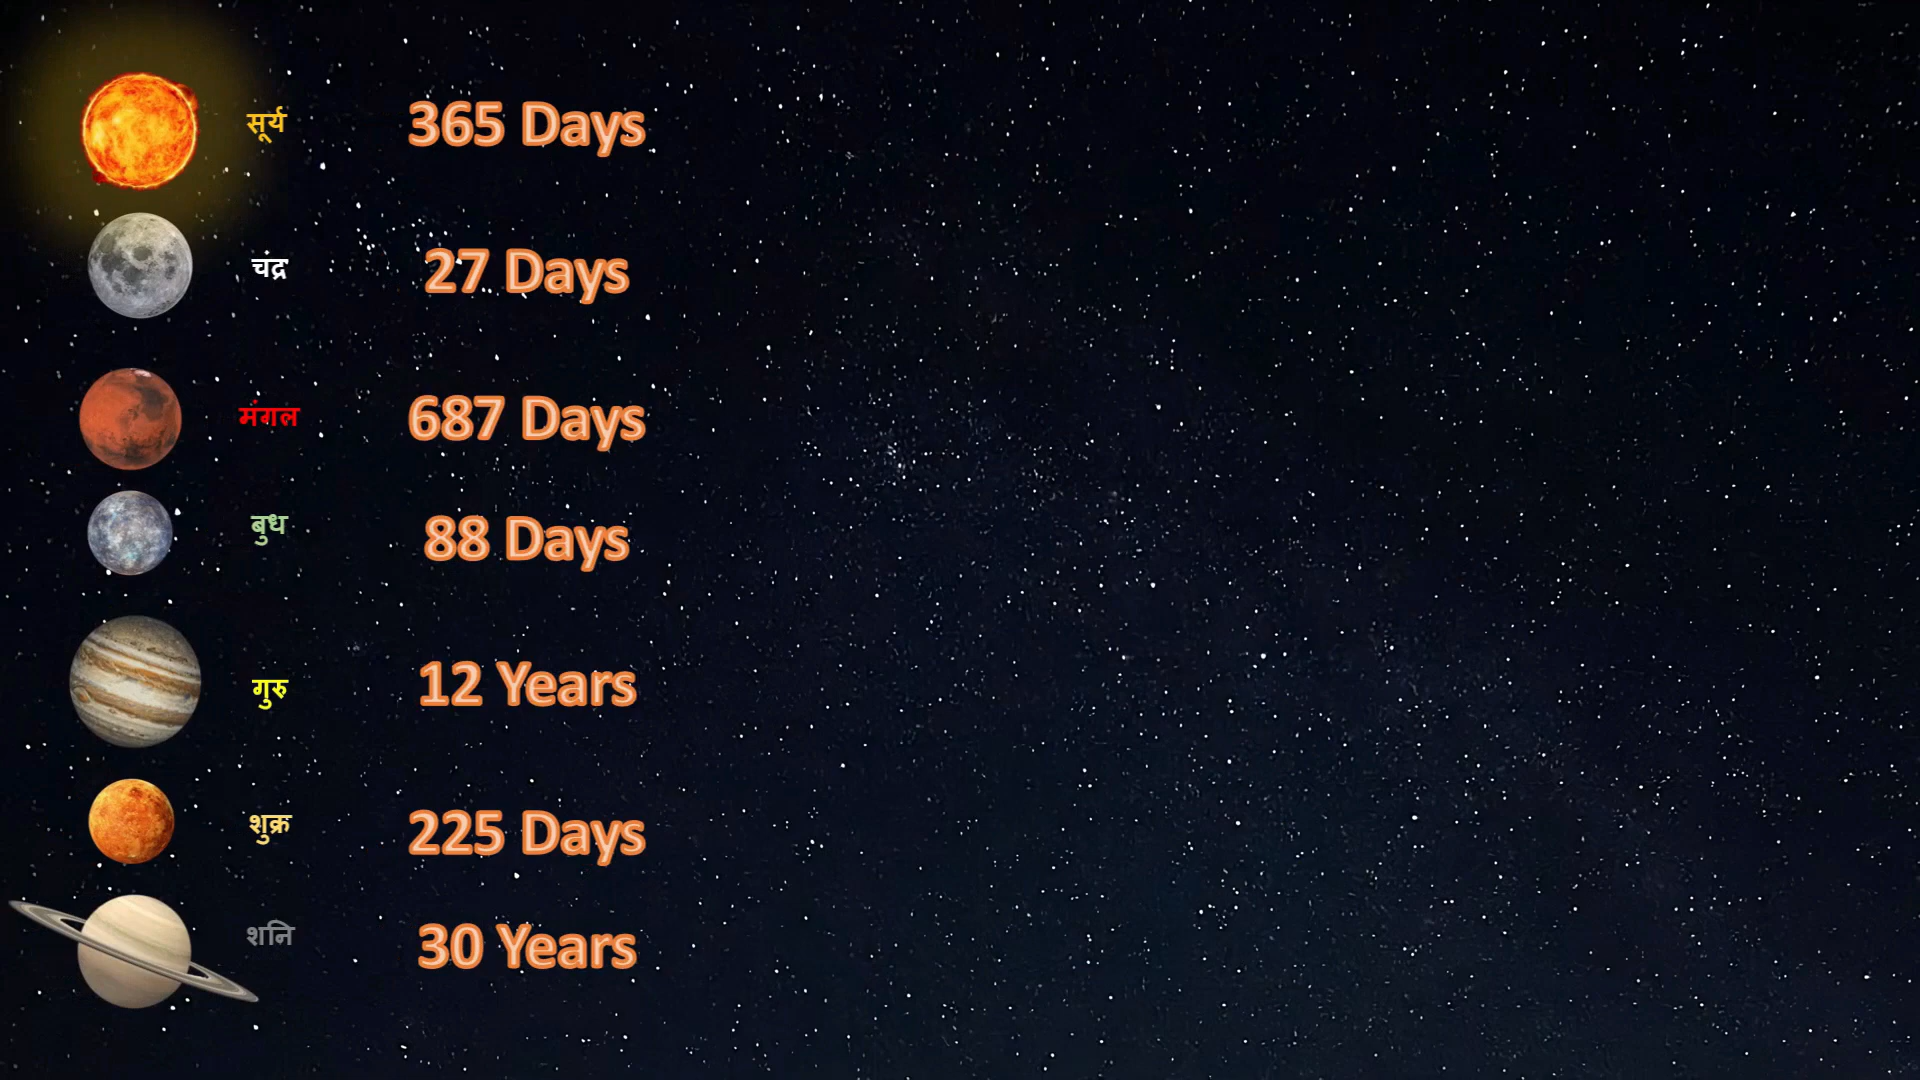 सूर्य 365 Days
चंद्र 27 Days
मंगल 687 Days
बुध 88 Days
गुरु 12 Years
शुक्र 225 Days
शनि 30 Years